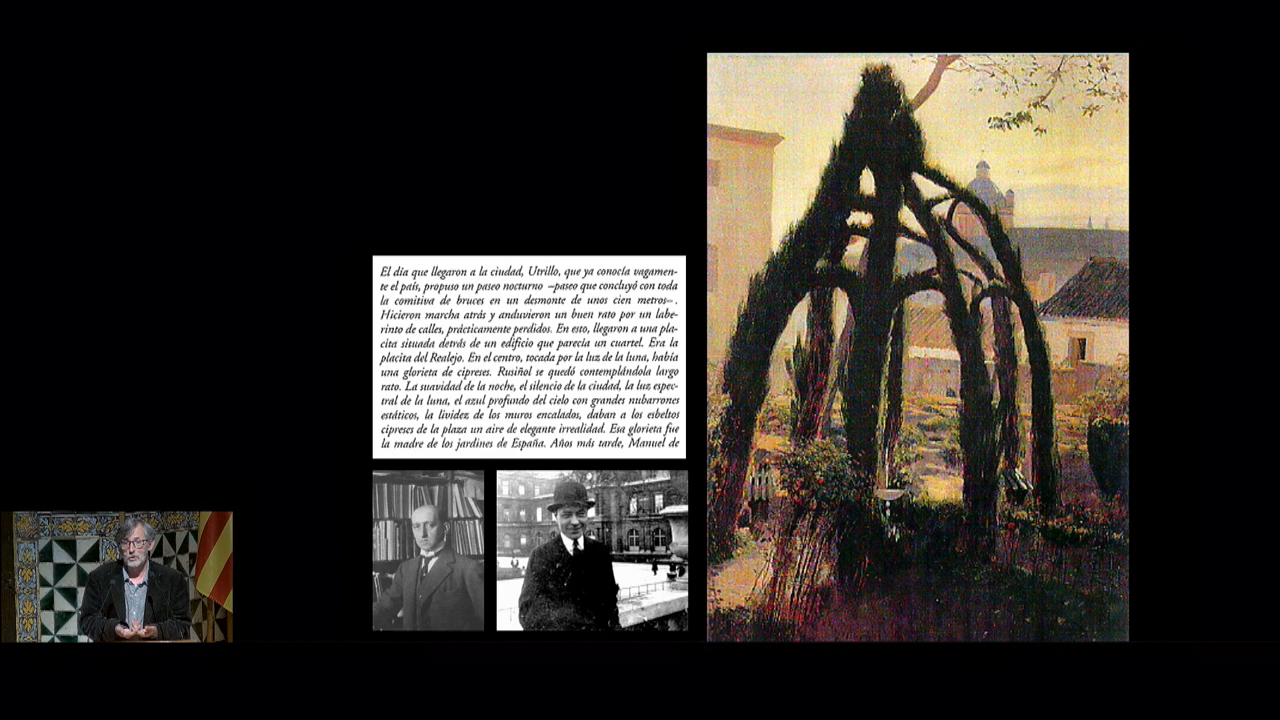 El día que llegaron a la ciudad, Utrillo, que ya conocía vagamen-
te el país, propuso un paseo nocturno –paseo que concluyó con toda
la comitiva de bruces en un desmonte de unos cien metros–.
Hicieron marcha atrás y anduvieron un buen rato por un labe-
rinto de calles, prácticamente perdidos. En esto, llegaron a una pla-
cita situada detrás de un edificio que parecía un cuartel. Era la
placita del Realejo. En el centro, tocada por la luz de la luna, había
una glorieta de cipreses. Rusiñol se quedó contemplándola largo
rato. La suavidad de la noche, el silencio de la ciudad, la luz espec-
tral de la luna, el azul profundo del cielo con grandes nubarrones
estáticos, la lividez de los muros encalados, daban a los esbeltos
cipreses de la plaza un aire de elegante irrealidad. Esa glorieta fue
la madre de los jardines de España. Años más tarde, Manuel de